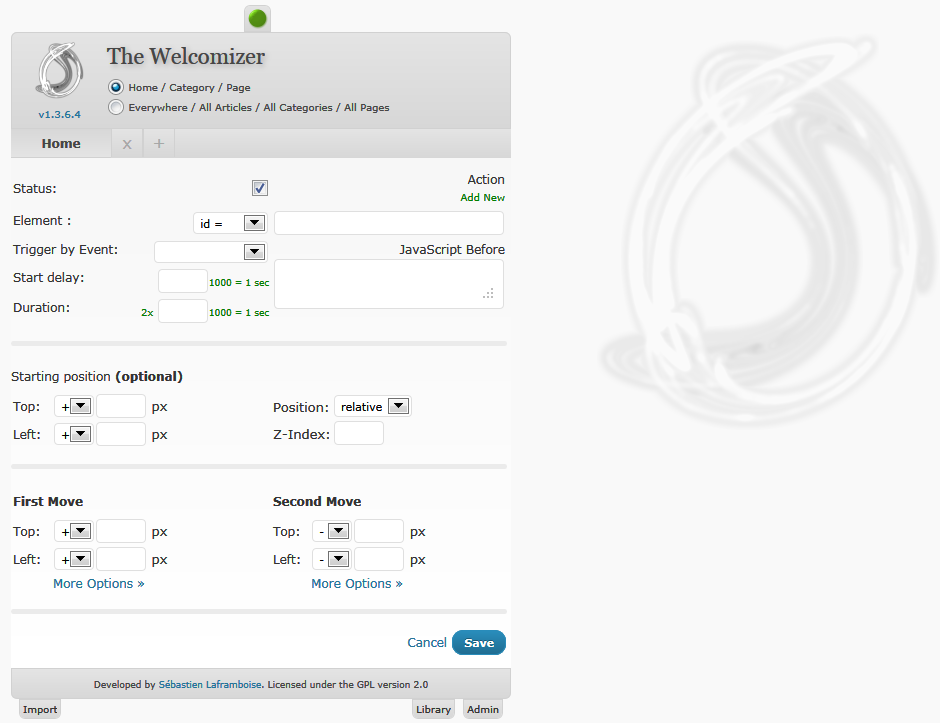 The Welcomizer
Home / Category / Page
v1.3.6.4
Everywhere / All Articles / All Categories / All Pages
Home x +
Status: Action
Add New
Element : id =
Trigger by Event: JavaScript Before
Start delay: 1000 = 1 sec
Duration: 2x 1000 = 1 sec
Starting position (optional)
Top: + px Position: relative
Left: + px Z-Index:
First Move Second Move
Top: + px Top: - px
Left: + px Left: - px
More Options » More Options »
Cancel Save
Developed by Sébastien Laframboise. Licensed under the GPL version 2.0
Import Library Admin